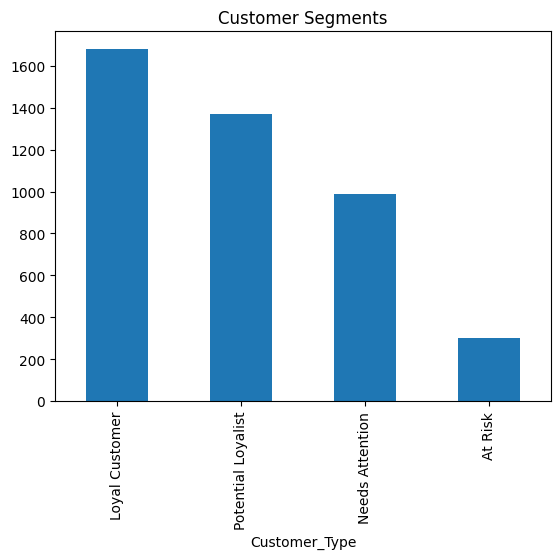 Customer Segments
1600
1400
1200
1000
800
600
400
200
0
Loyal Customer
Potential Loyalist
Needs Attention
At Risk
Customer_Type